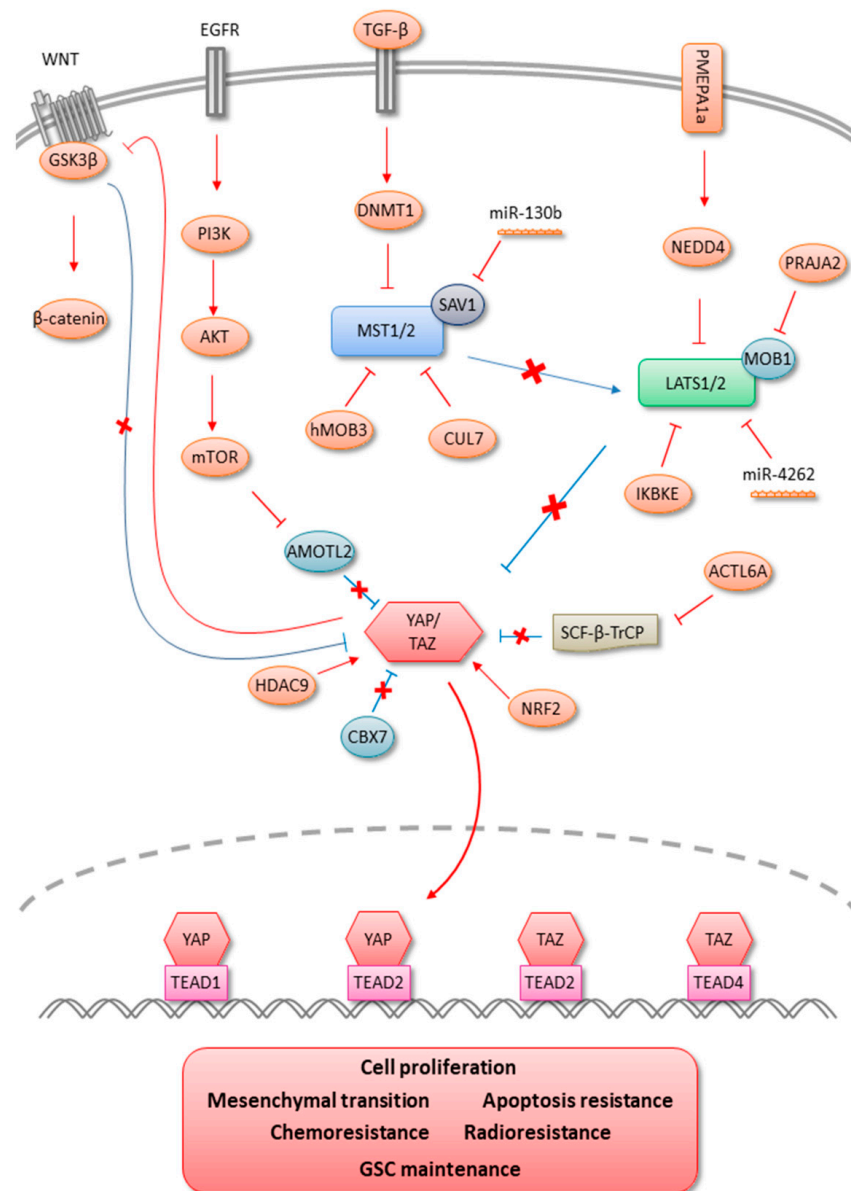 WNT
EGFR
TGF-β
PMEPA1a
GSK3β
PI3K
DNMT1
miR-130b
NEDD4
PRAJA2
β-catenin
AKT
SAV1
MST1/2
MOB1
LATS1/2
mTOR
hMOB3
CUL7
IKBKE
miR-4262
AMOTL2
ACTL6A
YAP/
TAZ
SCF-β-TrCP
HDAC9
NRF2
CBX7
YAP
YAP
TAZ
TAZ
TEAD1
TEAD2
TEAD2
TEAD4
Cell proliferation
Mesenchymal transition Apoptosis resistance
Chemoresistance Radioresistance
GSC maintenance